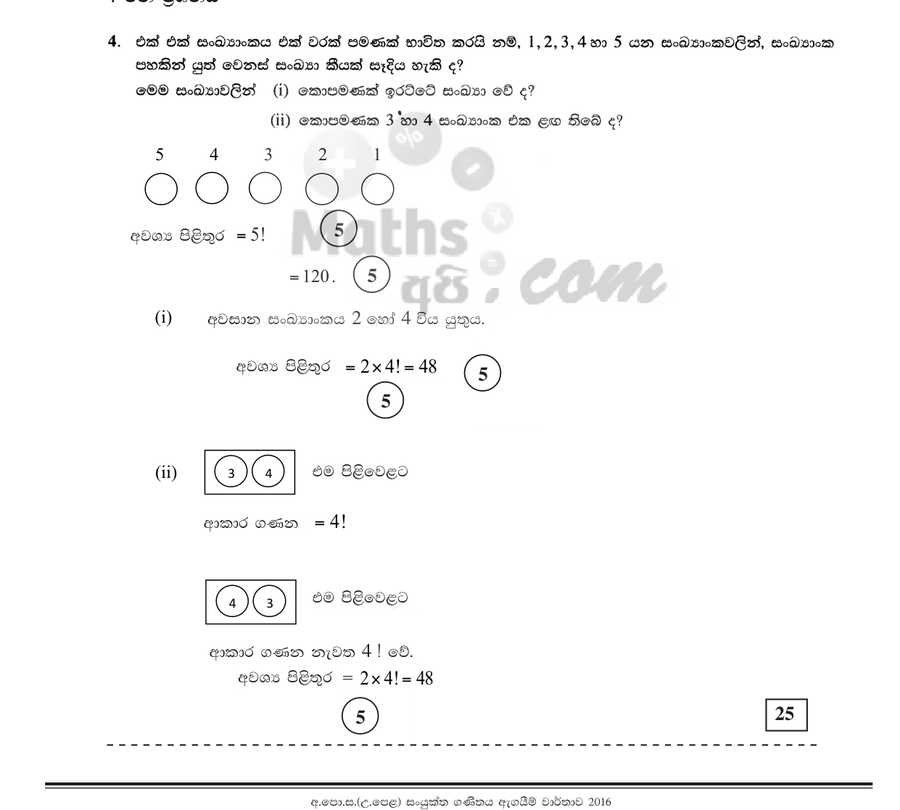 4. එක් එක් සංඛ්‍යාංකය එක් වරක් පමණක් භාවිත කරයි නම්, 1, 2, 3, 4 හා 5 යන සංඛ්‍යාංකවලින්, සංඛ්‍යාංක
පහකින් යුත් වෙනස් සංඛ්‍යා කීයක් සෑදිය හැකි ද?
මෙම සංඛ්‍යාවලින් (i) කොපමණක් ඉරට්ටේ සංඛ්‍යා වේ ද?
(ii) කොපමණක 3 හා 4 සංඛ්‍යාංක එක ළඟ තිබේ ද?
5 4 3 2 1
අවශ්‍ය පිළිතුර = 5! 5
= 120 . 5
Maths
අපි . com
(i) අවසාන සංඛ්‍යාංකය 2 හෝ 4 විය යුතුය.
අවශ්‍ය පිළිතුර = 2 × 4! = 48 5
5
(ii) 3 4 එම පිළිවෙළට
ආකාර ගණන = 4!
4 3 එම පිළිවෙළට
ආකාර ගණන නැවත 4 ! වේ.
අවශ්‍ය පිළිතුර = 2 × 4! = 48
5 25
අ.පො.ස.(උ.පෙළ) සංයුක්ත ගණිතය ඇගයීම් වාර්තාව 2016